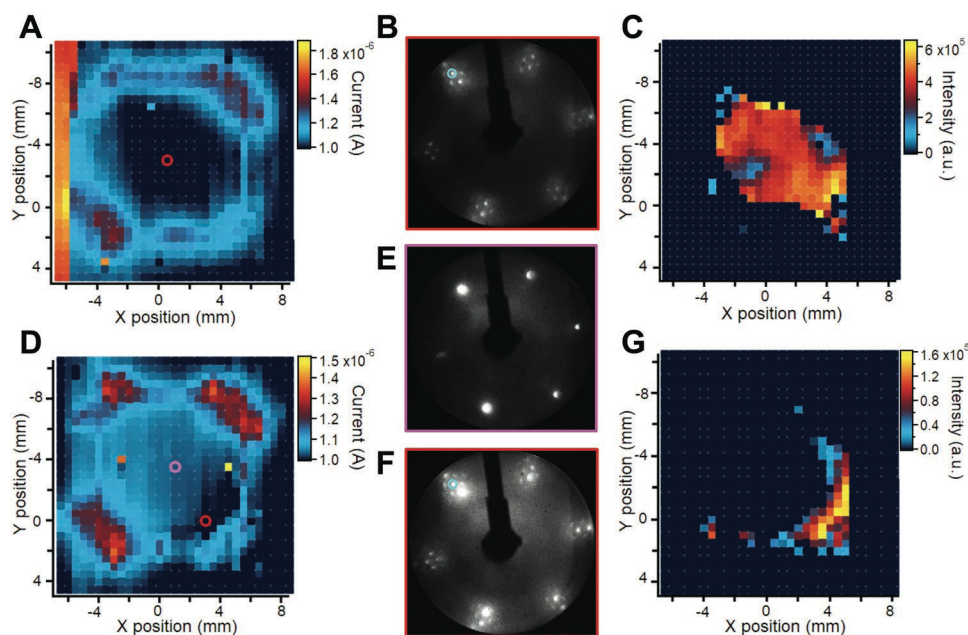 A
B
C
1.8 x10⁻⁶
1.6
1.4
1.2
1.0
Current (A)
-8
-4
0
4
Y position (mm)
-4 0 4 8
X position (mm)
6 x10⁵
5
4
3
2
1
0
Intensity (a.u.)
-8
-4
0
4
Y position (mm)
-4 0 4 8
X position (mm)
E
D
F
G
1.5 x10⁻⁶
1.4
1.3
1.2
1.1
1.0
Current (A)
-8
-4
0
4
Y position (mm)
-4 0 4 8
X position (mm)
1.6 x10⁵
1.2
0.8
0.4
0.0
Intensity (a.u.)
-8
-4
0
4
Y position (mm)
-4 0 4 8
X position (mm)